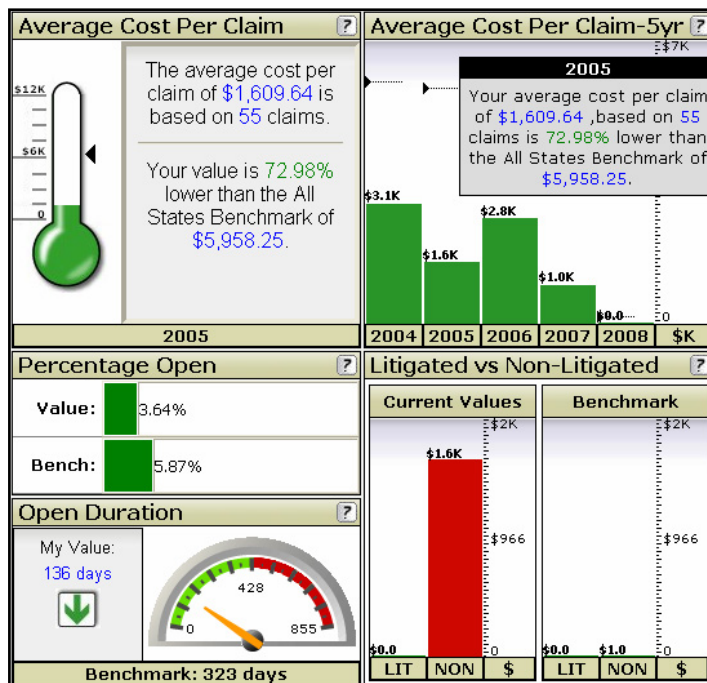 Average Cost Per Claim
?
$12K
$6K
0
The average cost per
claim of $1,609.64 is
based on 55 claims.
Your value is 72.98%
lower than the All
States Benchmark of
$5,958.25.
2005
Average Cost Per Claim-5yr
?
$7K
2005
Your average cost per claim
of $1,609.64 ,based on 55
claims is 72.98% lower than
the All States Benchmark of
$5,958.25.
$3.1K
$1.6K
$2.8K
$1.0K
$0.0
0
2004 2005 2006 2007 2008 $K
Percentage Open
?
Value: 3.64%
Bench: 5.87%
Open Duration
?
My Value:
136 days
0 428 855
Benchmark: 323 days
Litigated vs Non-Litigated
?
Current Values
$2K
$1.6K
$966
$0.0
0
LIT NON $
Benchmark
$2K
$966
$0.0 $1.0
0
LIT NON $